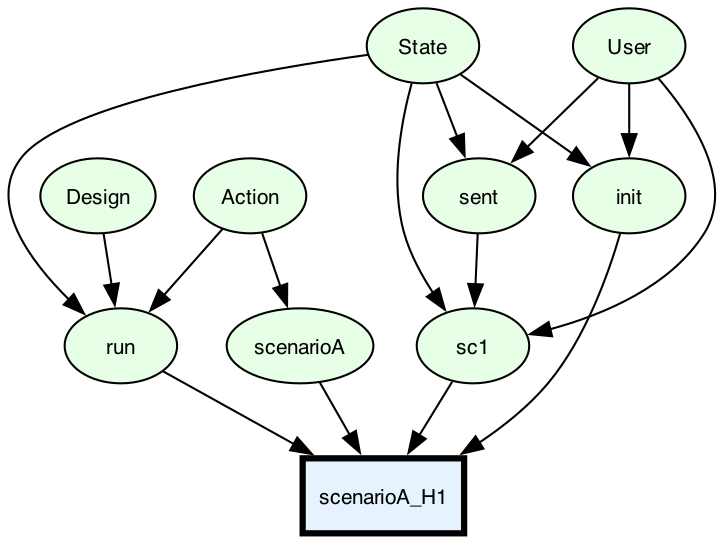 State
User
Design
Action
sent
init
run
scenarioA
sc1
scenarioA_H1